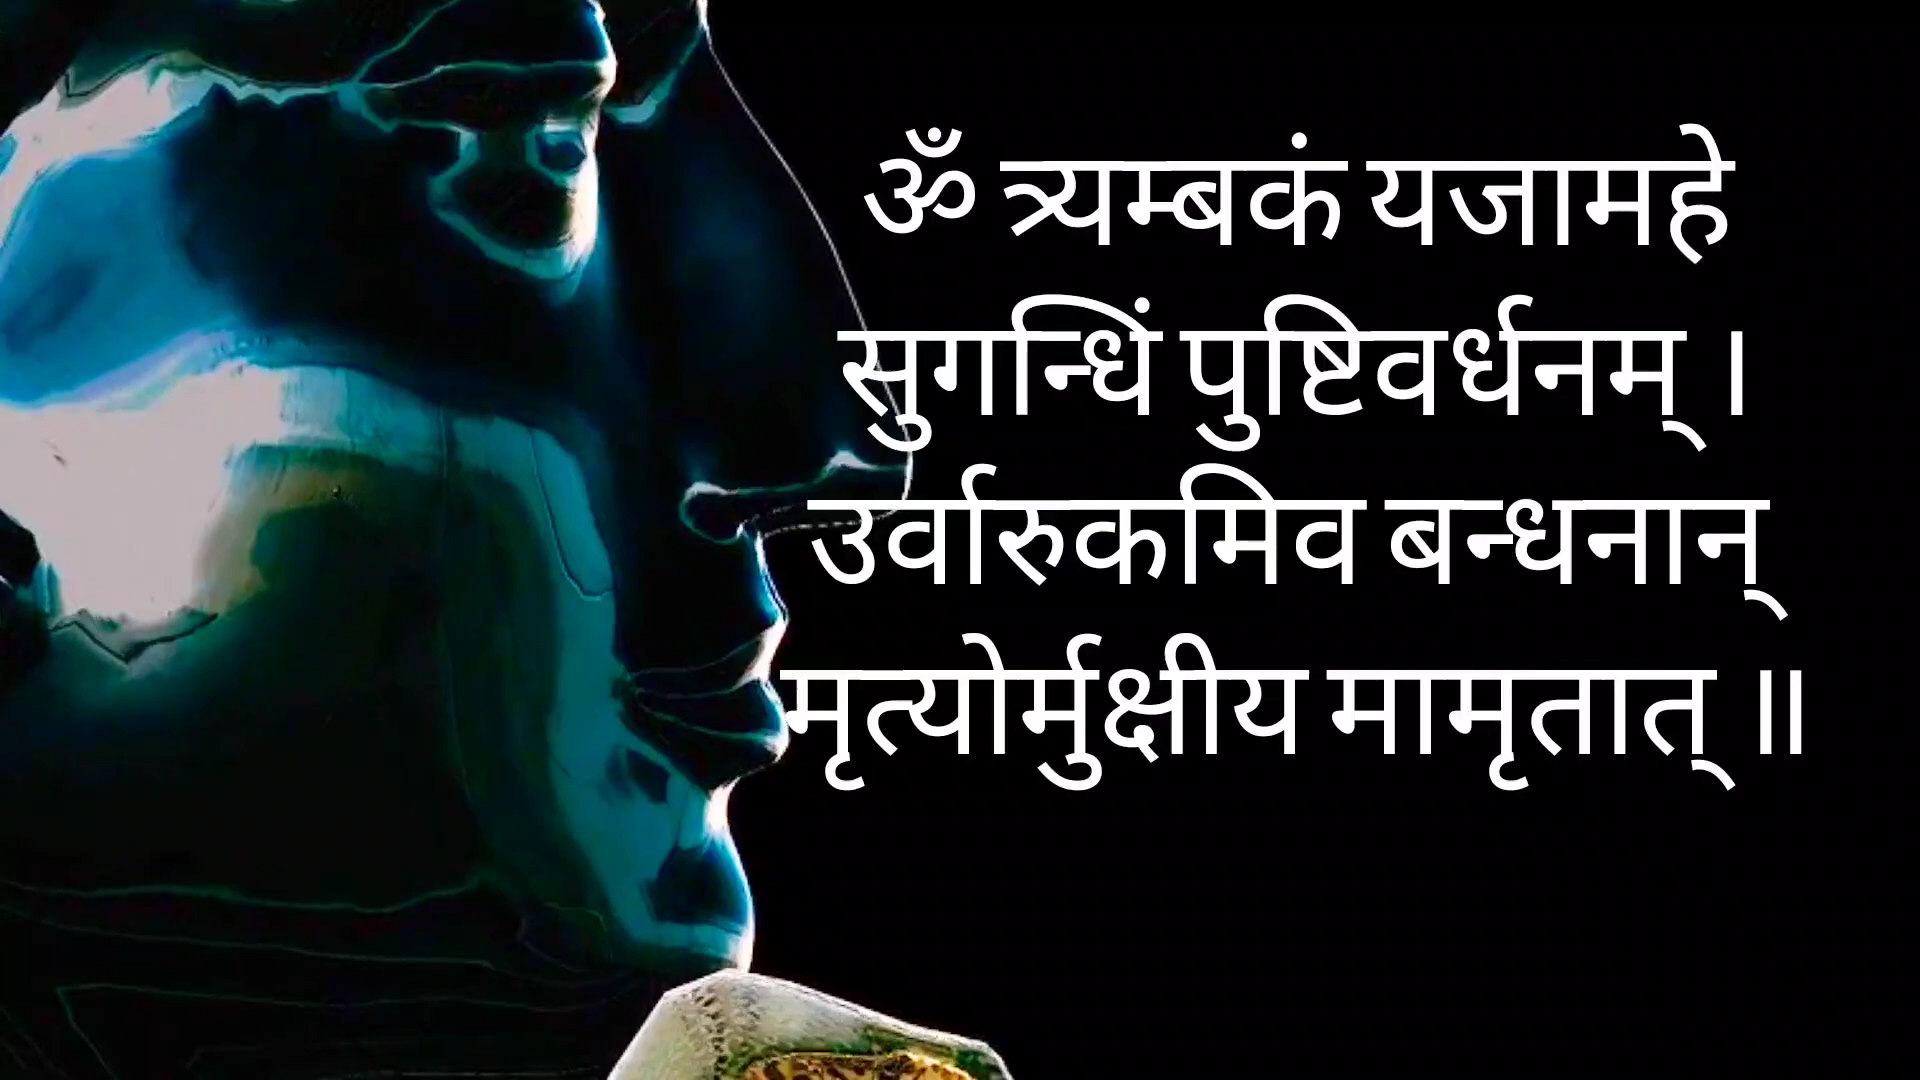 ॐ त्र्यम्बकं यजामहे
सुगन्धिं पुष्टिवर्धनम् ।
उर्वारुकमिव बन्धनान्
मृत्योर्मुक्षीय मामृतात् ॥